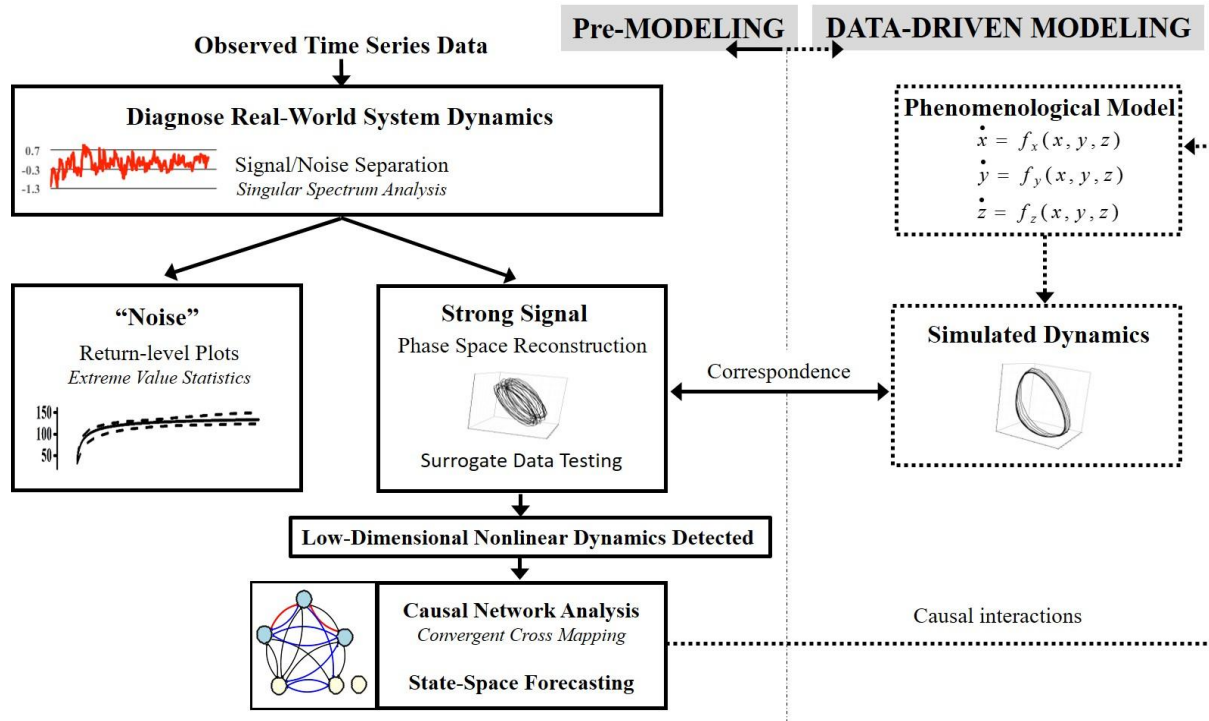 Pre-MODELING
DATA-DRIVEN MODELING
Observed Time Series Data
Diagnose Real-World System Dynamics
0.7
-0.3
-1.3
Signal/Noise Separation
Singular Spectrum Analysis
Phenomenological Model
ẋ = f_x(x, y, z)
ẏ = f_y(x, y, z)
ż = f_z(x, y, z)
“Noise”
Return-level Plots
Extreme Value Statistics
150
100
50
Strong Signal
Phase Space Reconstruction
Surrogate Data Testing
Correspondence
Simulated Dynamics
Low-Dimensional Nonlinear Dynamics Detected
Causal Network Analysis
Convergent Cross Mapping
State-Space Forecasting
Causal interactions